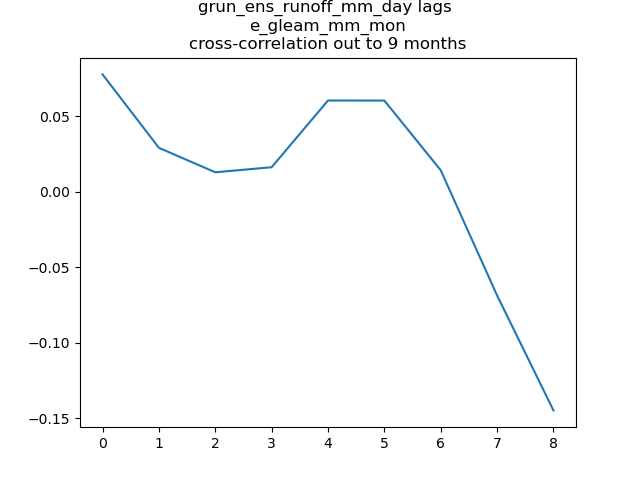 grun_ens_runoff_mm_day lags
e_gleam_mm_mon
cross-correlation out to 9 months
0.05
0.00
−0.05
−0.10
−0.15
0 1 2 3 4 5 6 7 8